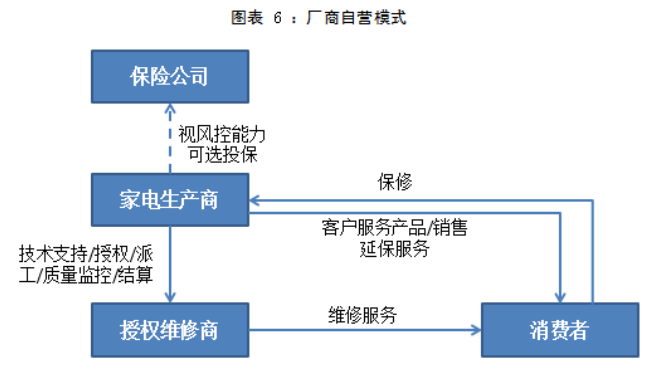 图表 6 ：厂商自营模式
保险公司
视风控能力
可选投保
家电生产商
保修
客户服务产品/销售
延保服务
技术支持/授权/派
工/质量监控/结算
授权维修商
维修服务
消费者